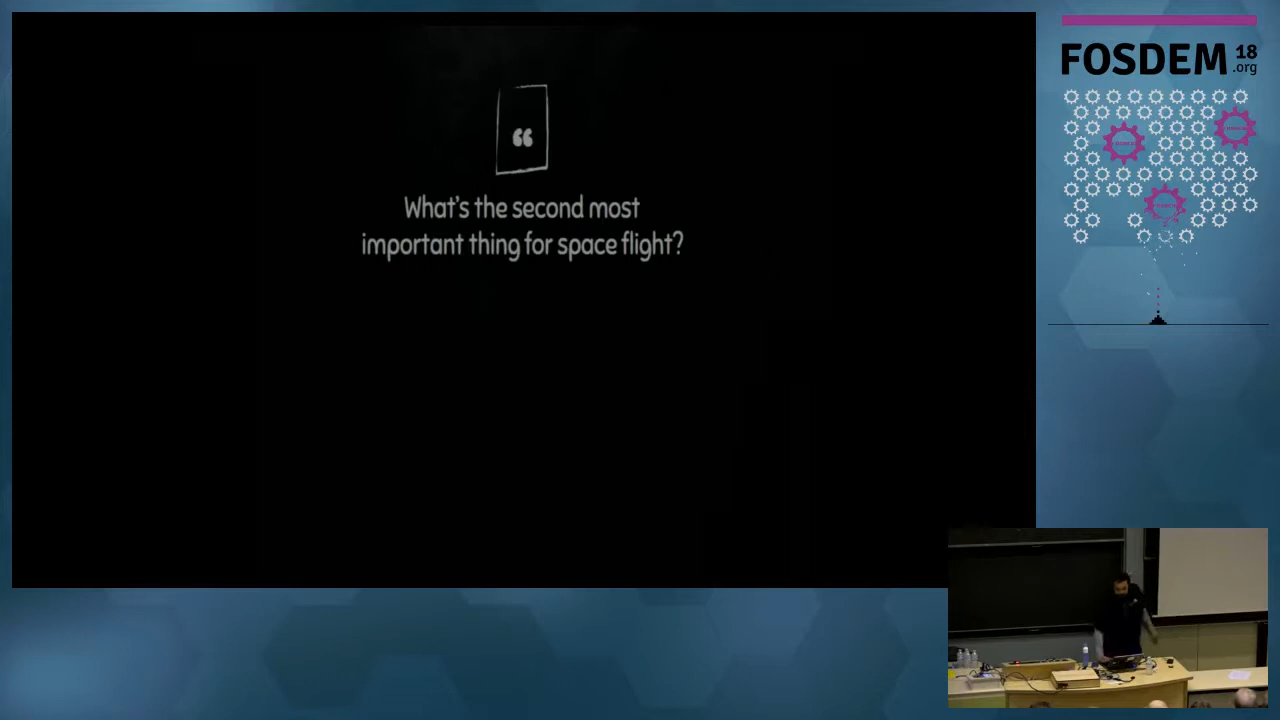 FOSDEM 18
.org
“
What's the second most
important thing for space flight?